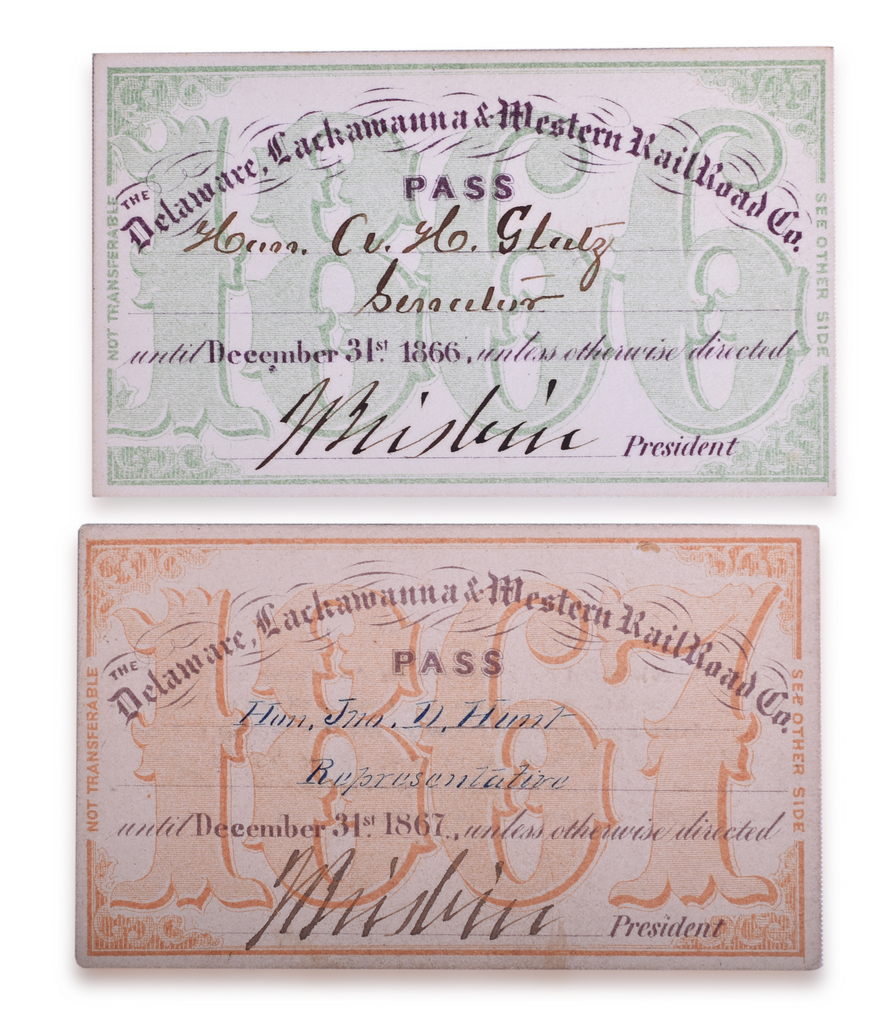 THE
Delaware, Lackawanna & Western RailRoad Co.
PASS
Hon. A. H. Glatz
Senator
until December 31st 1866, unless otherwise directed
President
NOT TRANSFERABLE
SEE OTHER SIDE
1866
THE
Delaware, Lackawanna & Western RailRoad Co.
PASS
Hon. Jno. D. Hunt
Representative
until December 31st 1867, unless otherwise directed
President
NOT TRANSFERABLE
SEE OTHER SIDE
1867